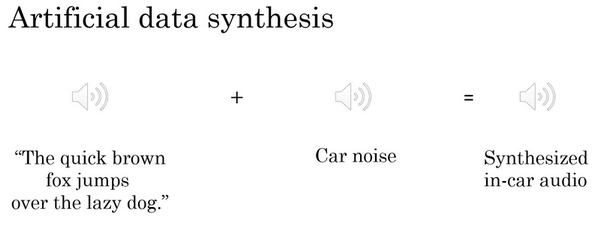 Artificial data synthesis
+
=
“The quick brown
fox jumps
over the lazy dog.”
Car noise
Synthesized
in-car audio